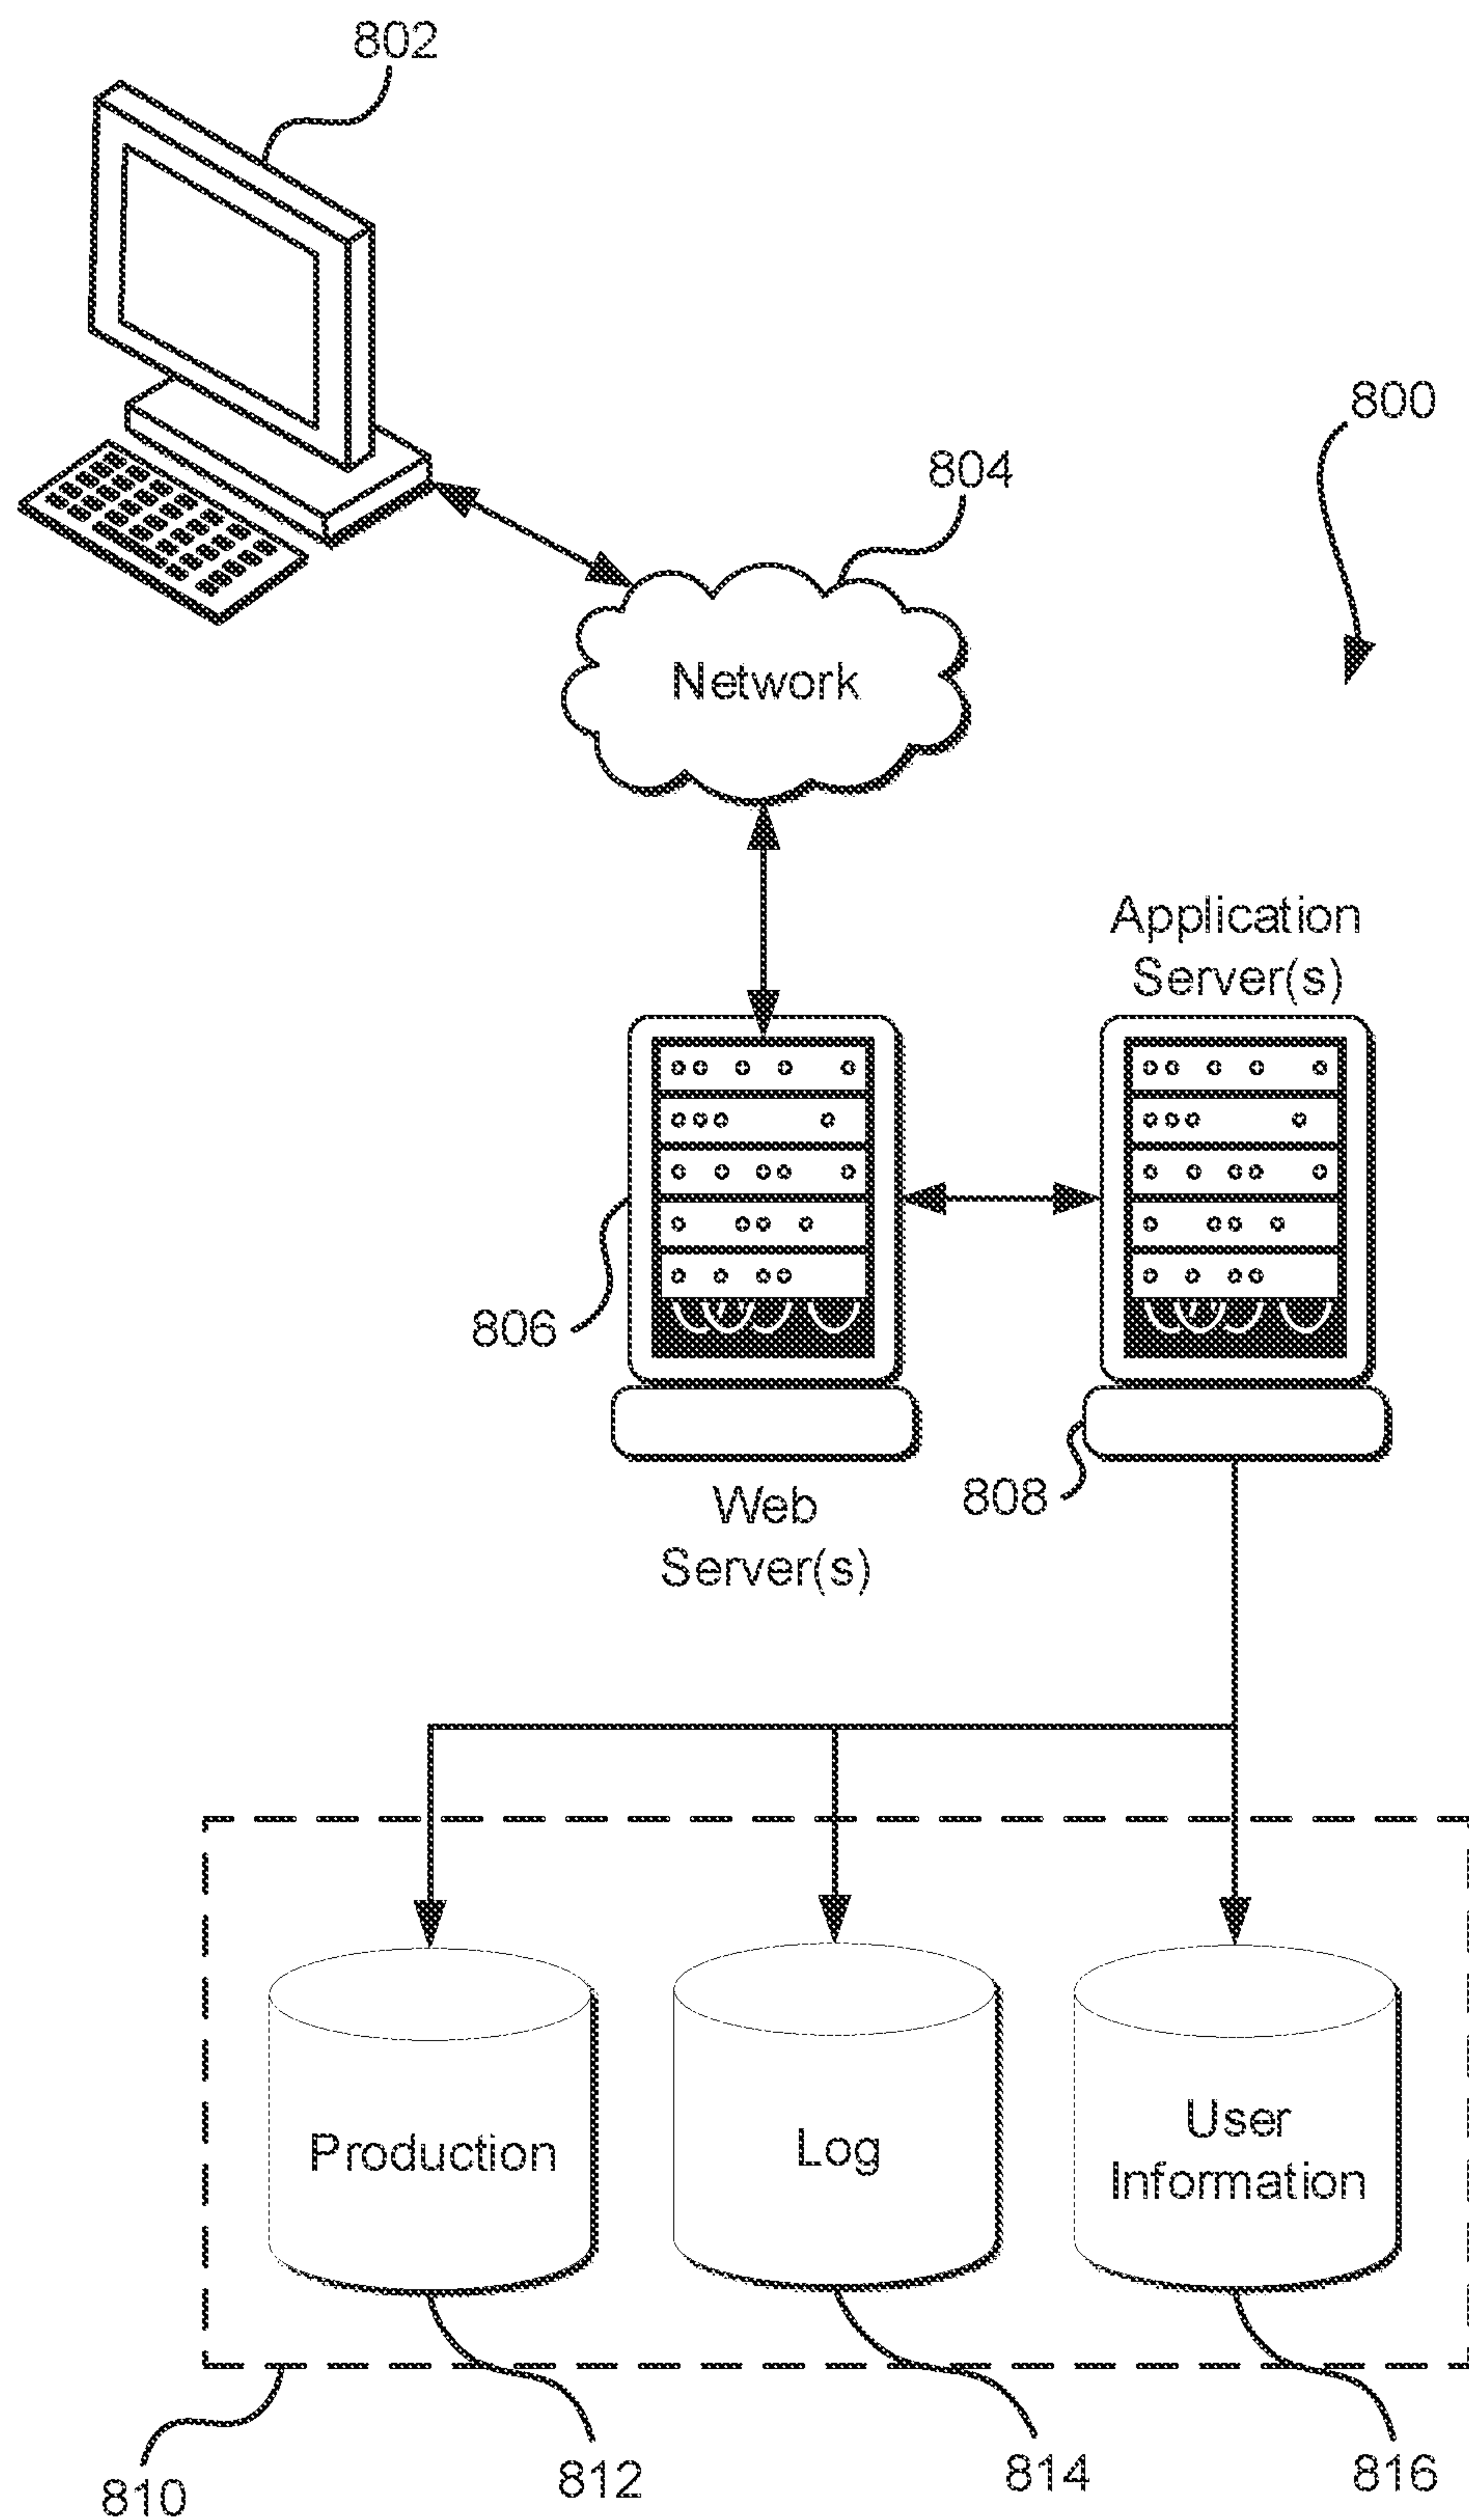 802
800
804
Network
Application
Server(s)
806
808
Web
Server(s)
Production
Log
User
Information
810
812
814
816